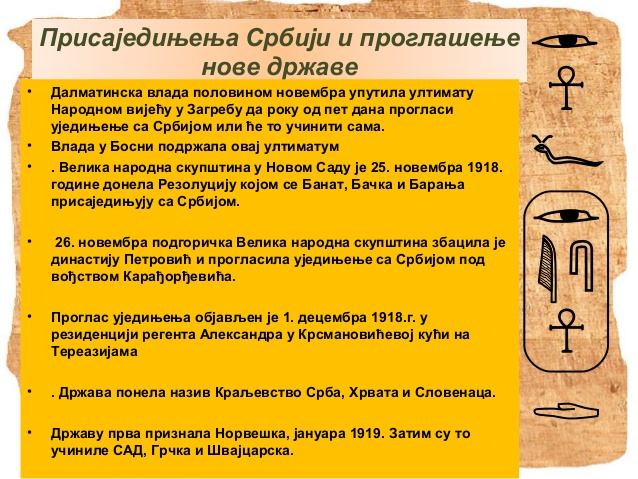 Присаједињења Србији и проглашење
нове државе
• Далматинска влада половином новембра упутила ултимату
Народном вијећу у Загребу да року од пет дана прогласи
уједињење са Србијом или ће то учинити сама.
• Влада у Босни подржала овај ултиматум
• . Велика народна скупштина у Новом Саду је 25. новембра 1918.
године донела Резолуцију којом се Банат, Бачка и Барања
присаједињују са Србијом.
• 26. новембра подгоричка Велика народна скупштина збацила је
династију Петровић и прогласила уједињење са Србијом под
вођством Карађорђевића.
• Проглас уједињења објављен је 1. децембра 1918.г. у
резиденцији регента Александра у Крсмановићевој кући на
Тереазијама
• . Држава понела назив Краљевство Срба, Хрвата и Словенаца.
• Државу прва признала Норвешка, јануара 1919. Затим су то
учиниле САД, Грчка и Швајцарска.